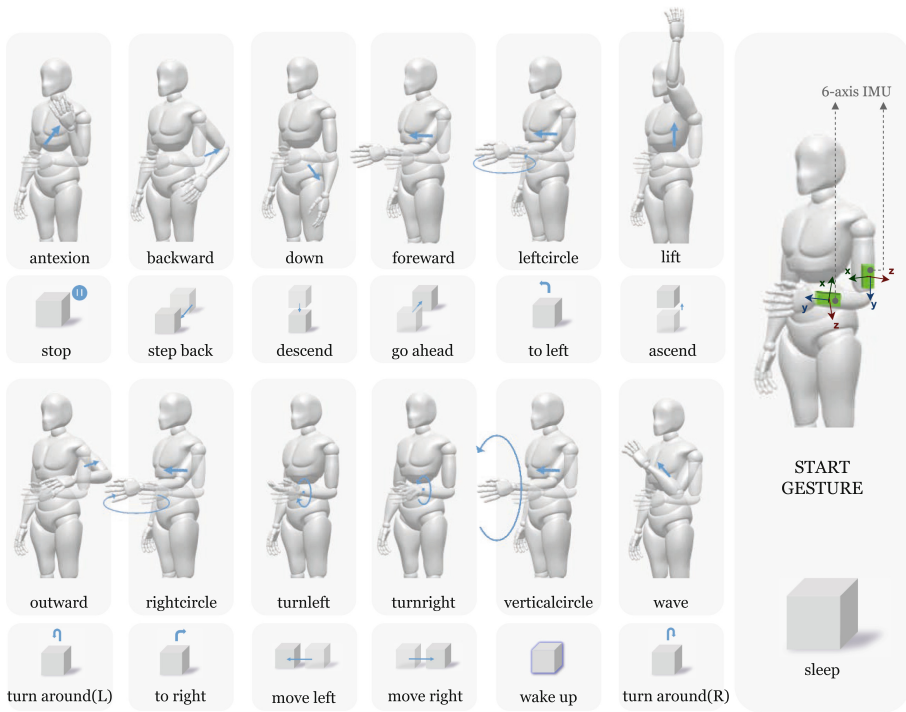 antexion
backward
down
foreward
leftcircle
lift
stop
step back
descend
go ahead
to left
ascend
outward
rightcircle
turnleft
turnright
verticalcircle
wave
turn around(L)
to right
move left
move right
wake up
turn around(R)
6-axis IMU
x
z
x
y
y
z
START
GESTURE
sleep